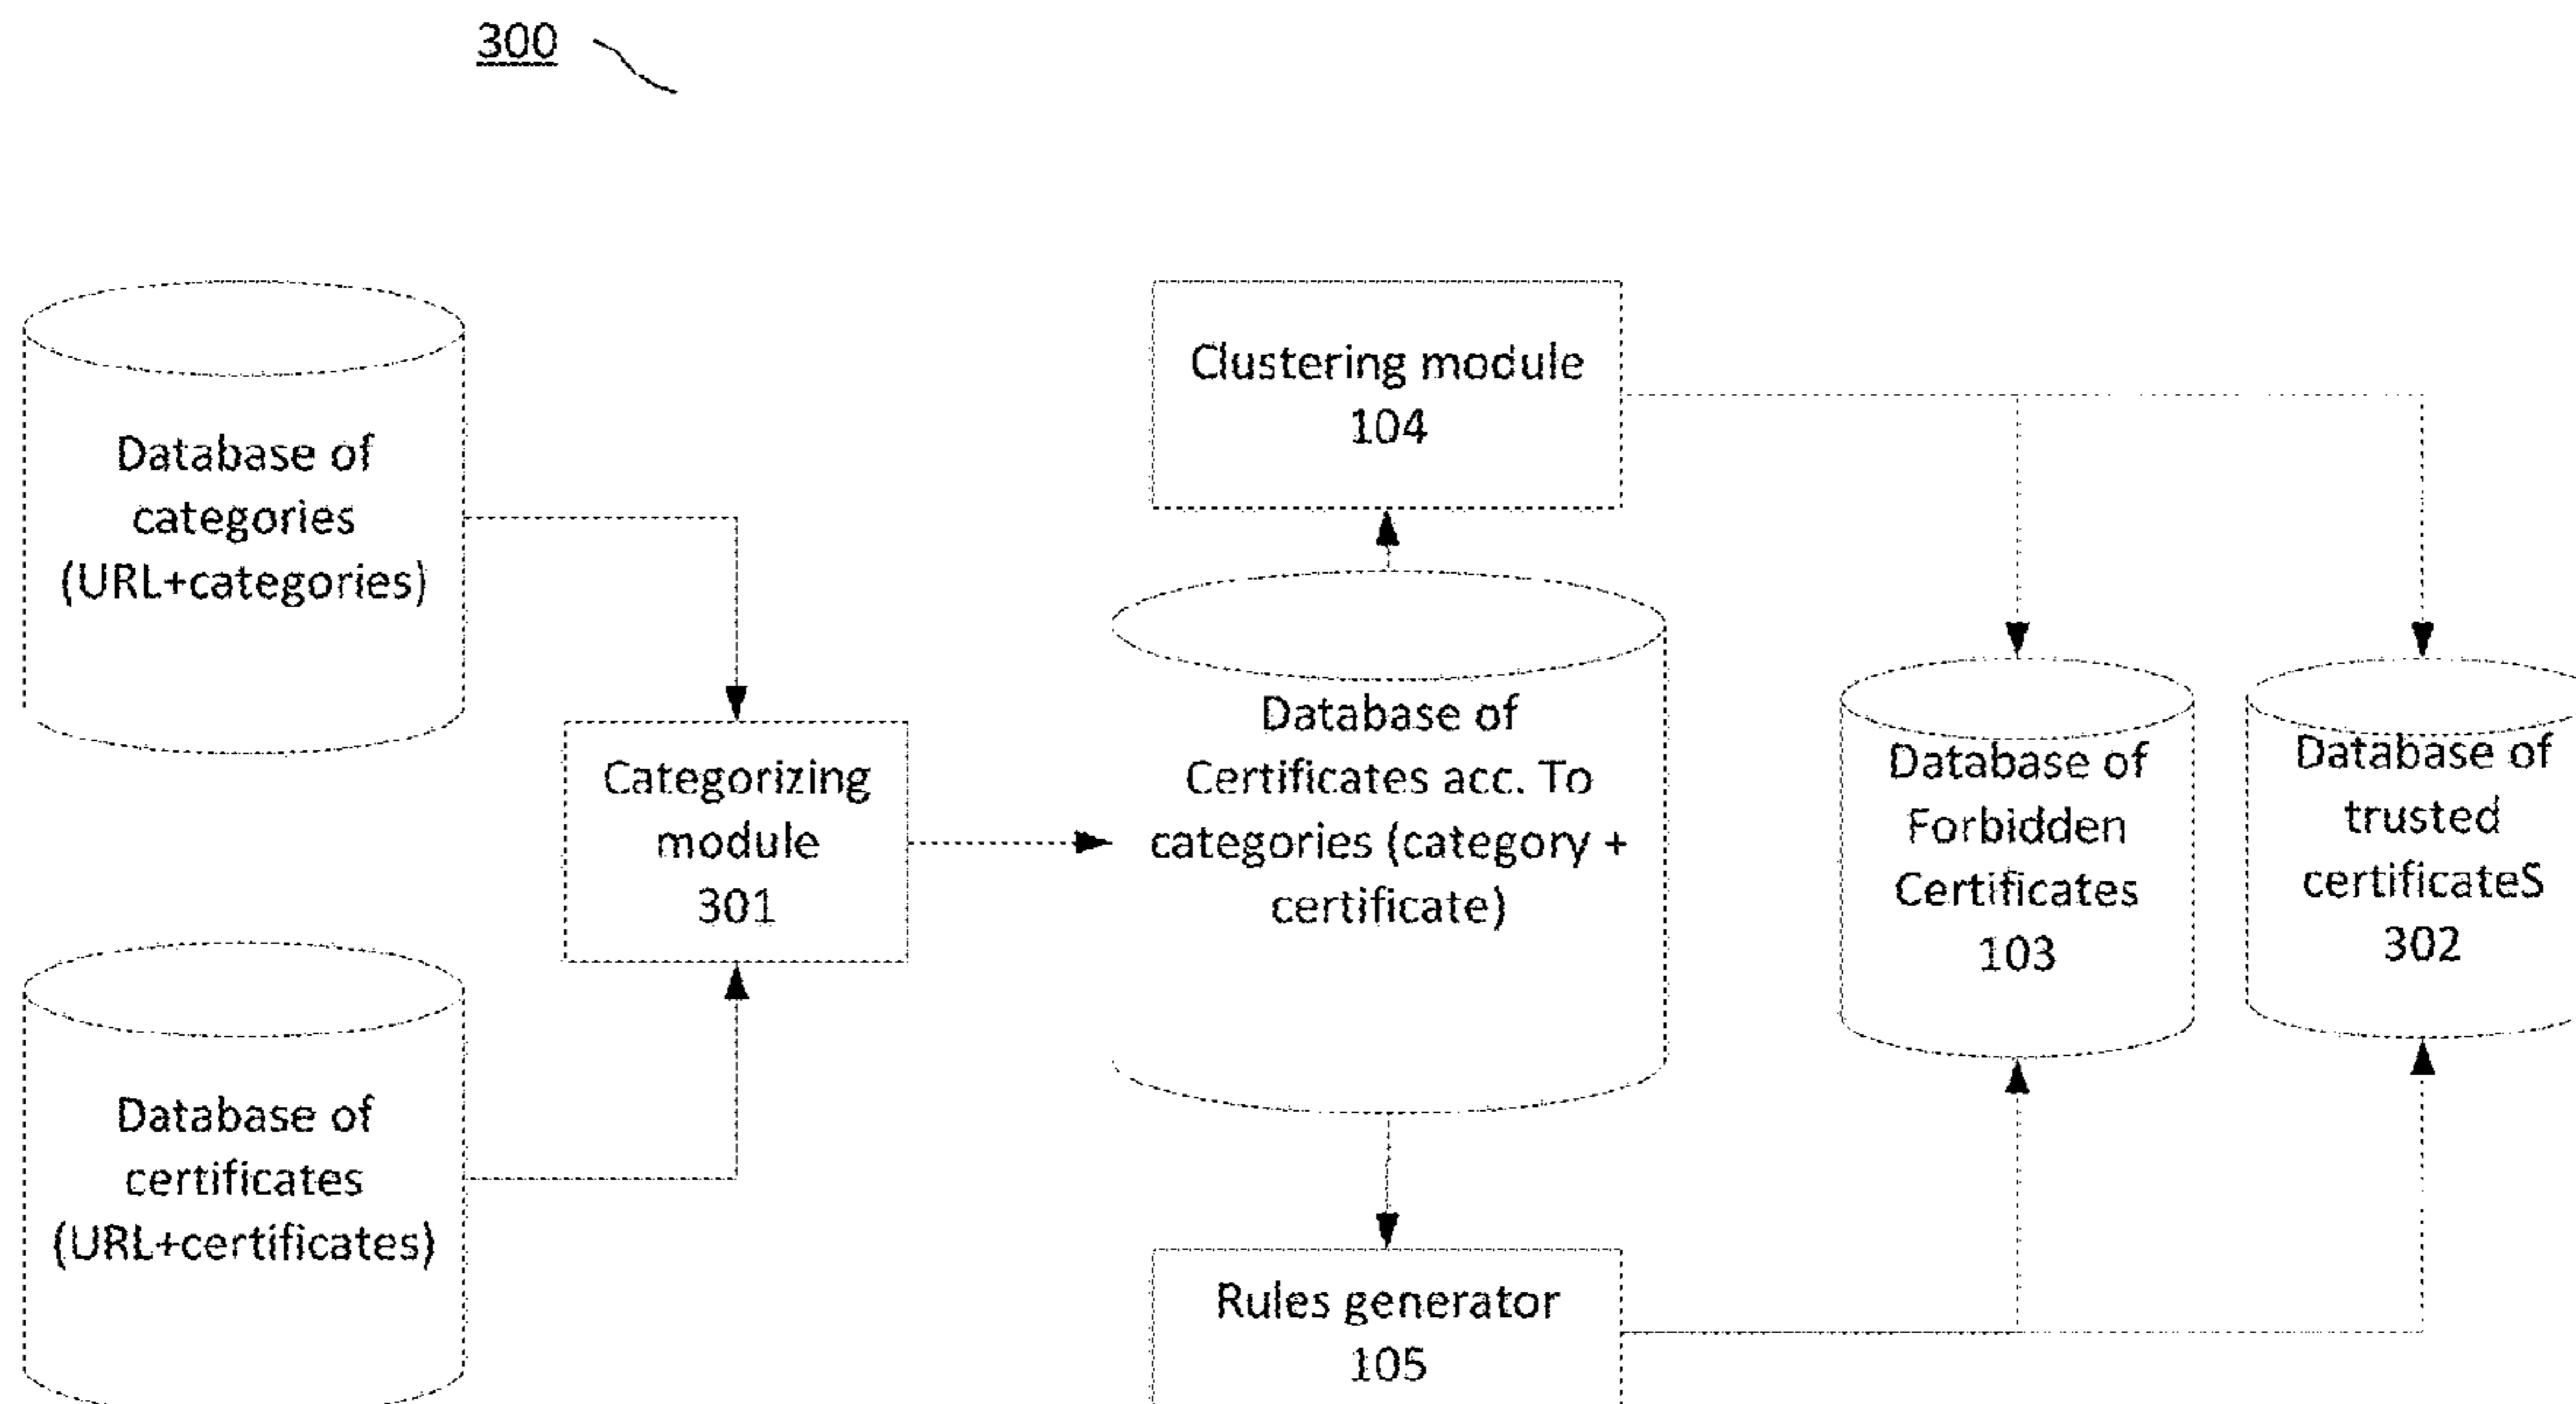 300
Database of
categories
(URL+categories)
Database of
certificates
(URL+certificates)
Categorizing
module
301
Clustering module
104
Database of
Certificates acc. To
categories (category +
certificate)
Rules generator
105
Database of
Forbidden
Certificates
103
Database of
trusted
certificateS
302